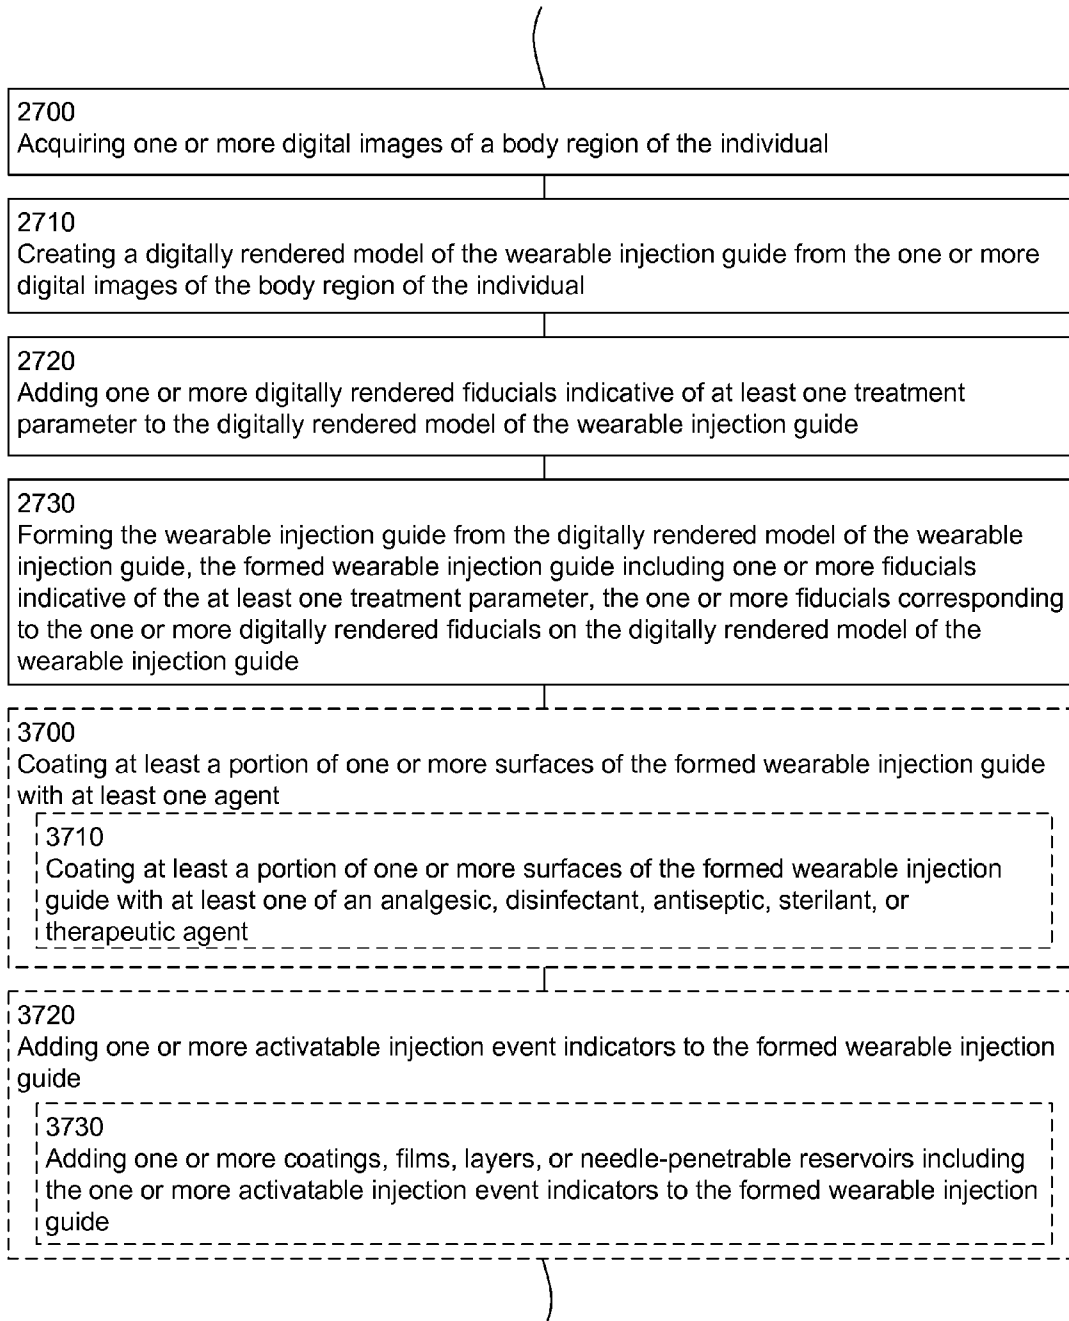 2700
Acquiring one or more digital images of a body region of the individual
2710
Creating a digitally rendered model of the wearable injection guide from the one or more
digital images of the body region of the individual
2720
Adding one or more digitally rendered fiducials indicative of at least one treatment
parameter to the digitally rendered model of the wearable injection guide
2730
Forming the wearable injection guide from the digitally rendered model of the wearable
injection guide, the formed wearable injection guide including one or more fiducials
indicative of the at least one treatment parameter, the one or more fiducials corresponding
to the one or more digitally rendered fiducials on the digitally rendered model of the
wearable injection guide
3700
Coating at least a portion of one or more surfaces of the formed wearable injection guide
with at least one agent
3710
Coating at least a portion of one or more surfaces of the formed wearable injection
guide with at least one of an analgesic, disinfectant, antiseptic, sterilant, or
therapeutic agent
3720
Adding one or more activatable injection event indicators to the formed wearable injection
guide
3730
Adding one or more coatings, films, layers, or needle-penetrable reservoirs including
the one or more activatable injection event indicators to the formed wearable injection
guide